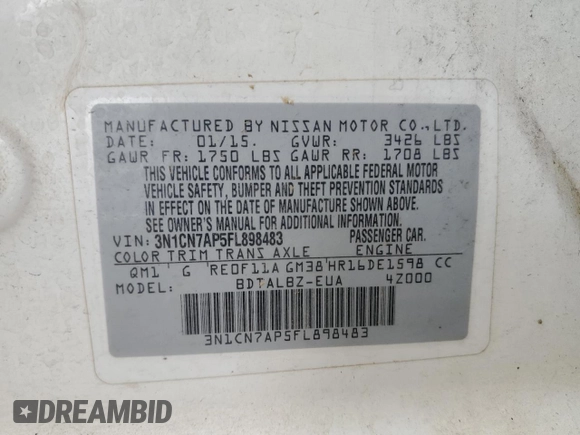 MANUFACTURED BY NISSAN MOTOR CO.,LTD.
DATE: 01/15. GVWR: 3426 LBS
GAWR FR: 1750 LBS GAWR RR: 1708 LBS
THIS VEHICLE CONFORMS TO ALL APPLICABLE FEDERAL MOTOR
VEHICLE SAFETY, BUMPER AND THEFT PREVENTION STANDARDS
IN EFFECT ON THE DATE OF MANUFACTURE SHOWN ABOVE.
SEE OWNER'S MANUAL FOR ADDITIONAL INFORMATION.
VIN: 3N1CN7AP5FL898483 PASSENGER CAR.
COLOR TRIM TRANS AXLE ENGINE
QM1 G RE0F11A GM38 HR16DE1598 CC
MODEL: BDTALBZ-EUA 4Z000
3N1CN7AP5FL898483
DREAMBID